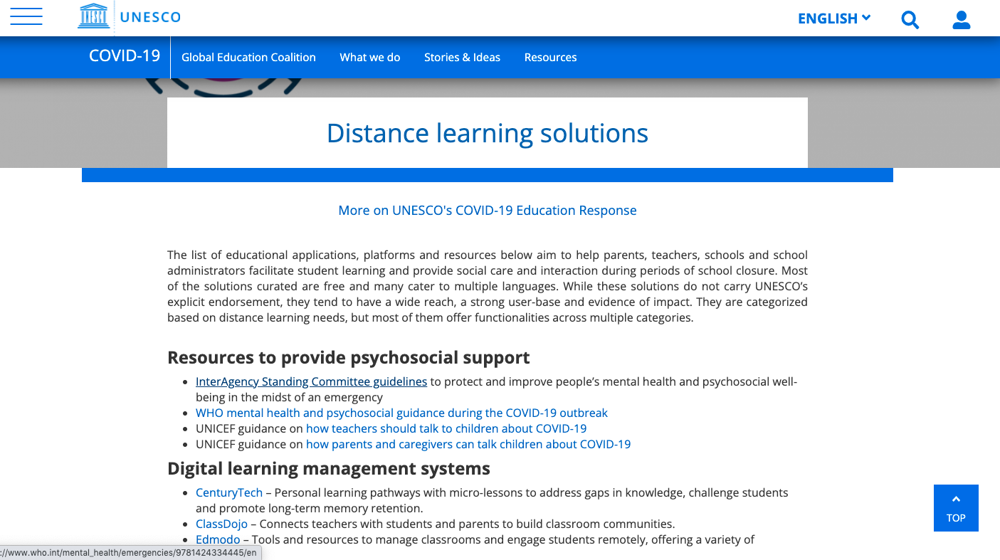 UNESCO
ENGLISH
COVID-19
Global Education Coalition
What we do
Stories & Ideas
Resources
Distance learning solutions
More on UNESCO's COVID-19 Education Response
The list of educational applications, platforms and resources below aim to help parents, teachers, schools and school
administrators facilitate student learning and provide social care and interaction during periods of school closure. Most
of the solutions curated are free and many cater to multiple languages. While these solutions do not carry UNESCO’s
explicit endorsement, they tend to have a wide reach, a strong user-base and evidence of impact. They are categorized
based on distance learning needs, but most of them offer functionalities across multiple categories.
Resources to provide psychosocial support
• InterAgency Standing Committee guidelines to protect and improve people’s mental health and psychosocial well-
being in the midst of an emergency
• WHO mental health and psychosocial guidance during the COVID-19 outbreak
• UNICEF guidance on how teachers should talk to children about COVID-19
• UNICEF guidance on how parents and caregivers can talk children about COVID-19
Digital learning management systems
• CenturyTech – Personal learning pathways with micro-lessons to address gaps in knowledge, challenge students
and promote long-term memory retention.
• ClassDojo – Connects teachers with students and parents to build classroom communities.
• Edmodo – Tools and resources to manage classrooms and engage students remotely, offering a variety of
TOP
://www.who.int/mental_health/emergencies/9781424334445/en